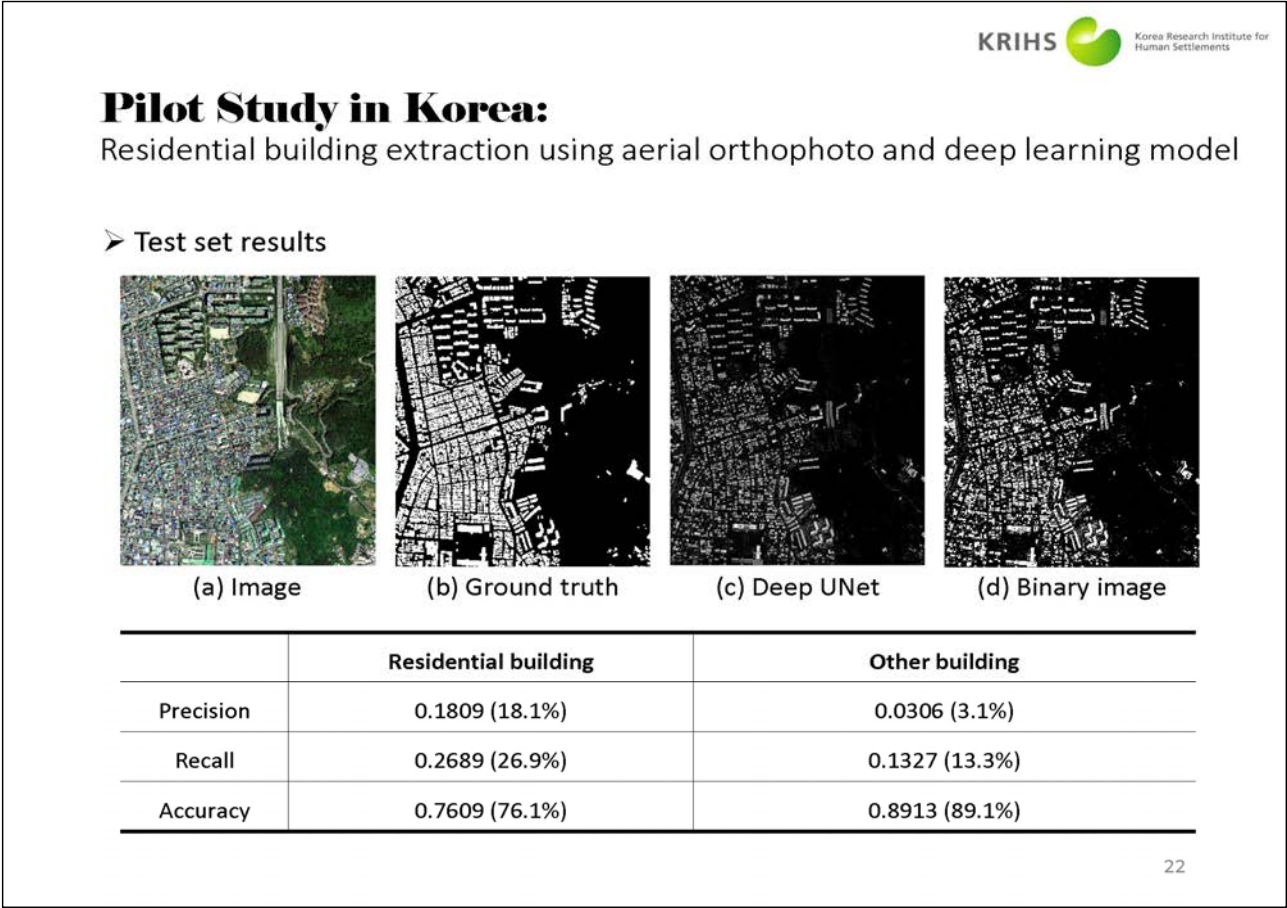 KRIHS
Korea Research Institute for
Human Settlements
Pilot Study in Korea:
Residential building extraction using aerial orthophoto and deep learning model
➢ Test set results
(a) Image
(b) Ground truth
(c) Deep UNet
(d) Binary image
Residential building
Other building
Precision
0.1809 (18.1%)
0.0306 (3.1%)
Recall
0.2689 (26.9%)
0.1327 (13.3%)
Accuracy
0.7609 (76.1%)
0.8913 (89.1%)
22